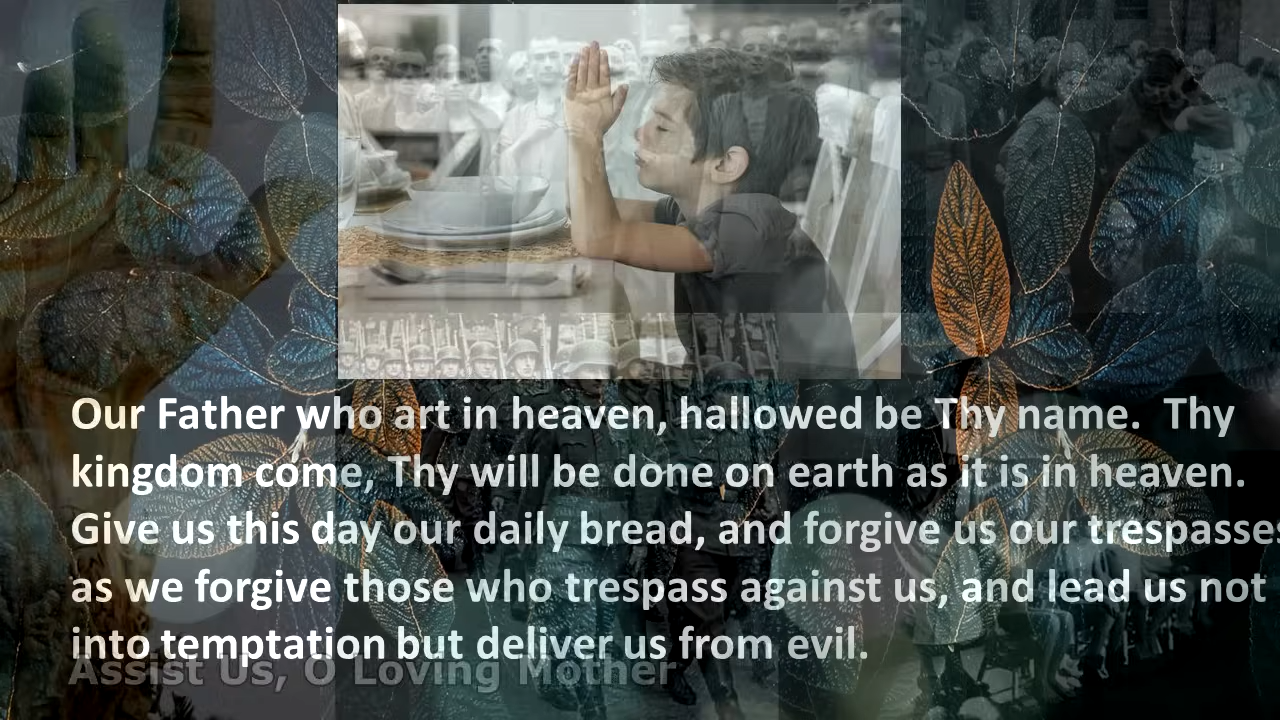 Our Father who art in heaven, hallowed be Thy name.  Thy
kingdom come, Thy will be done on earth as it is in heaven.
Give us this day our daily bread, and forgive us our trespasses
as we forgive those who trespass against us, and lead us not
into temptation but deliver us from evil.
Assist Us, O Loving Mother